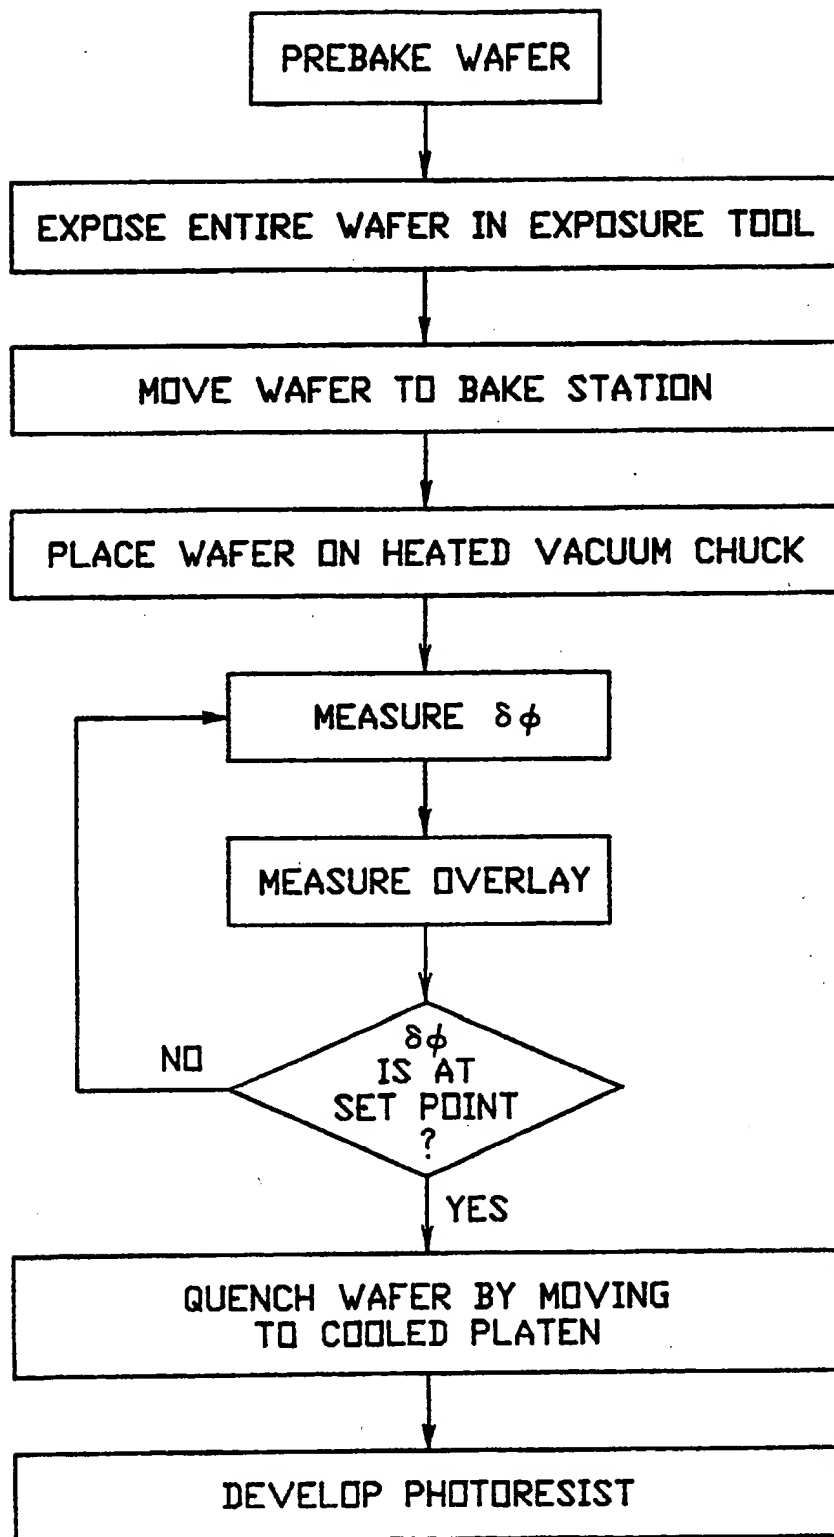 PREBAKE WAFER
EXPOSE ENTIRE WAFER IN EXPOSURE TOOL
MOVE WAFER TO BAKE STATION
PLACE WAFER ON HEATED VACUUM CHUCK
MEASURE δϕ
MEASURE OVERLAY
δϕ
IS AT
SET POINT
?
NO
YES
QUENCH WAFER BY MOVING
TO COOLED PLATEN
DEVELOP PHOTORESIST